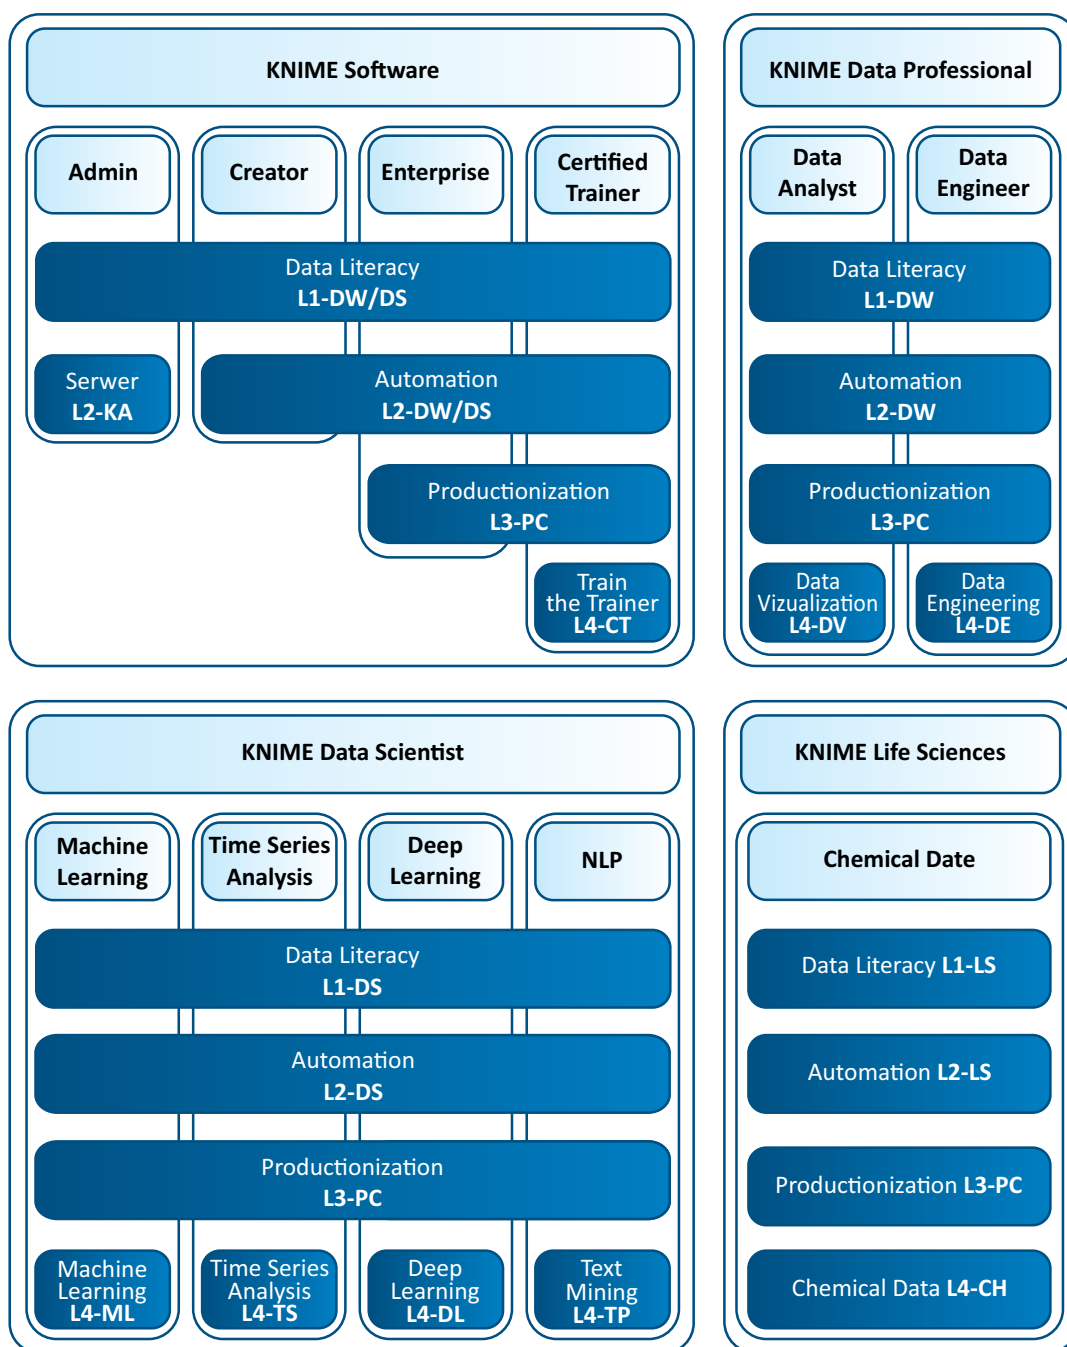 KNIME Software
Admin
Creator
Enterprise
Certified
Trainer
Data Literacy
L1-DW/DS
Serwer
L2-KA
Automation
L2-DW/DS
Productionization
L3-PC
Train
the Trainer
L4-CT
KNIME Data Professional
Data
Analyst
Data
Engineer
Data Literacy
L1-DW
Automation
L2-DW
Productionization
L3-PC
Data
Vizualization
L4-DV
Data
Engineering
L4-DE
KNIME Data Scientist
Machine
Learning
Time Series
Analysis
Deep
Learning
NLP
Data Literacy
L1-DS
Automation
L2-DS
Productionization
L3-PC
Machine
Learning
L4-ML
Time Series
Analysis
L4-TS
Deep
Learning
L4-DL
Text
Mining
L4-TP
KNIME Life Sciences
Chemical Date
Data Literacy L1-LS
Automation L2-LS
Productionization L3-PC
Chemical Data L4-CH